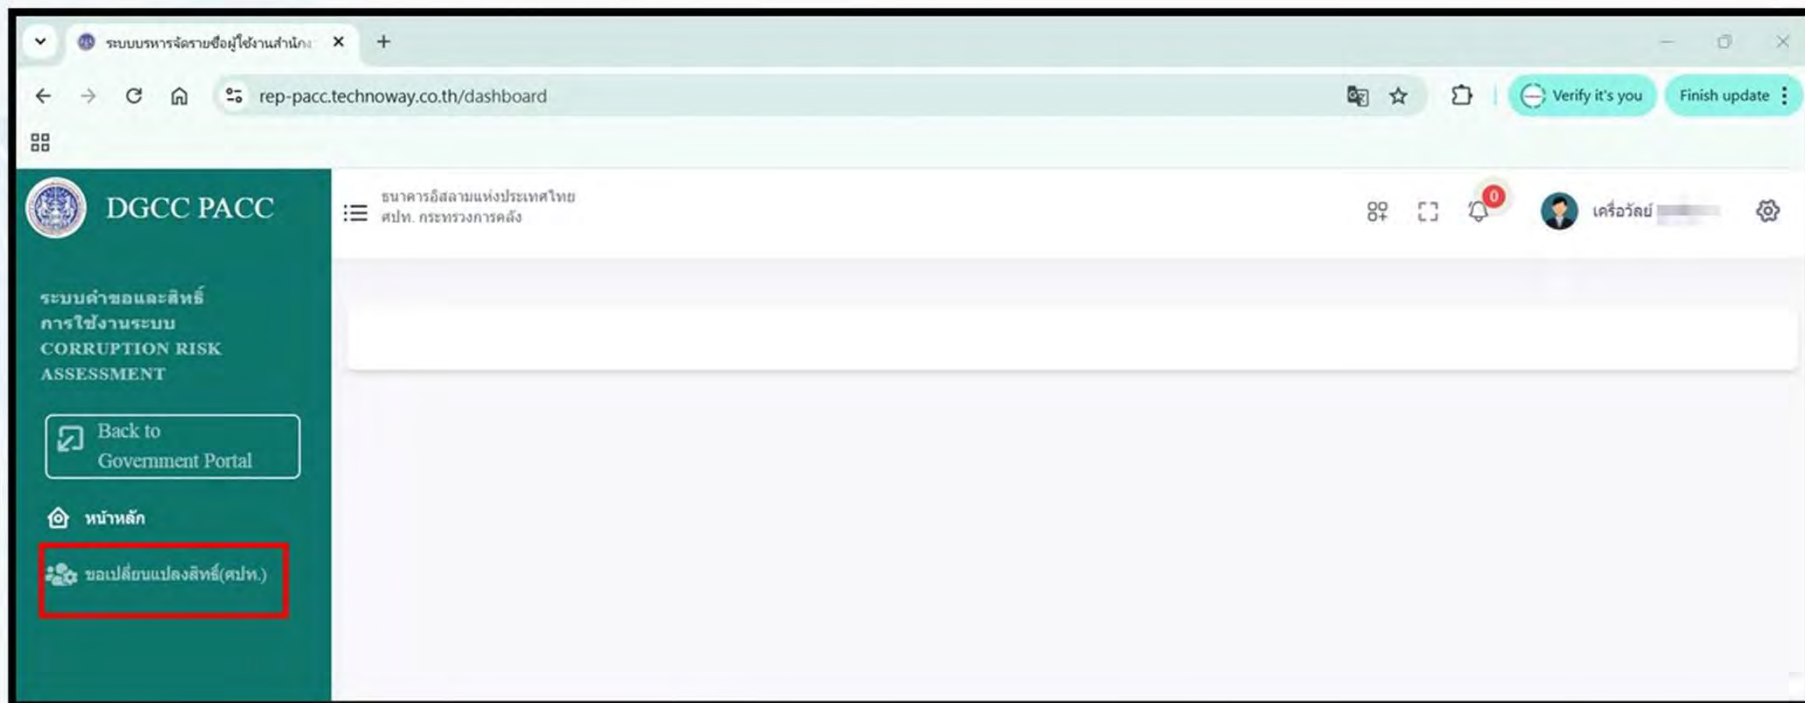 ระบบบรหารจัดรายชื่อผู้ใช้งานสำนักง
rep-pacc.technoway.co.th/dashboard
Verify it's you
Finish update
DGCC PACC
ธนาคารอิสลามแห่งประเทศไทย
ศปท. กระทรวงการคลัง
0
เครือวัลย์
ระบบคำขอและสิทธิ์
การใช้งานระบบ
CORRUPTION RISK
ASSESSMENT
Back to
Government Portal
หน้าหลัก
ขอเปลี่ยนแปลงสิทธิ์(ศปท.)